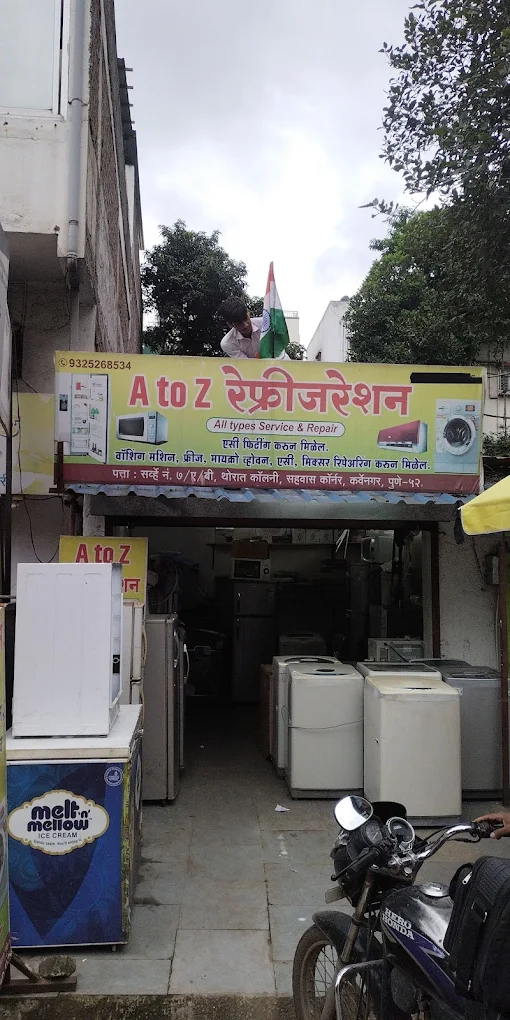 9325268534
A to Z रेफ्रीजरेशन
All types Service & Repair
एसी फिटींग करुन मिळेल.
वॉशिंग मशिन, फ्रीज, मायक्रो व्होवन, एसी, मिक्सर रिपेअरिंग करुन मिळेल.
पत्ता : सर्व्हे नं. ७/ए/बी, थोरात कॉलनी, सहवास कॉर्नर, कर्वेनगर, पुणे-५२.
A to Z
शन
melt 'n' mellow
ICE CREAM
HERO
HONDA